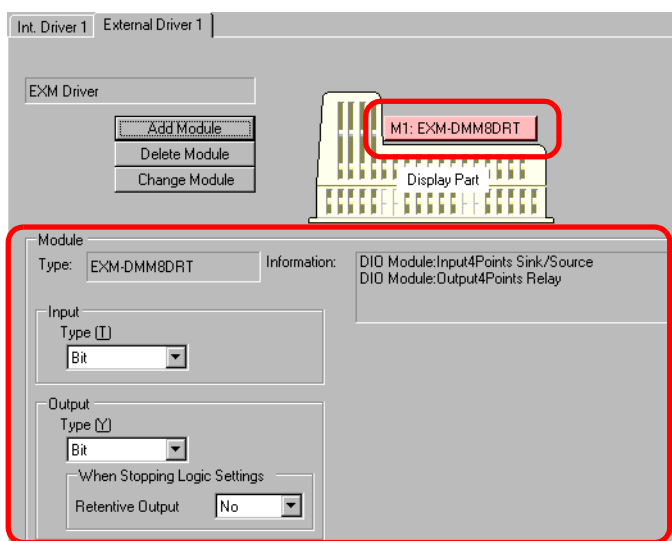 Int. Driver 1 External Driver 1
EXM Driver
Add Module
Delete Module
Change Module
M1: EXM-DMM8DRT
Display Part
Module
Type: EXM-DMM8DRT Information: DIO Module:Input4Points Sink/Source
DIO Module:Output4Points Relay
Input
Type (T)
Bit
Output
Type (Y)
Bit
When Stopping Logic Settings
Retentive Output No